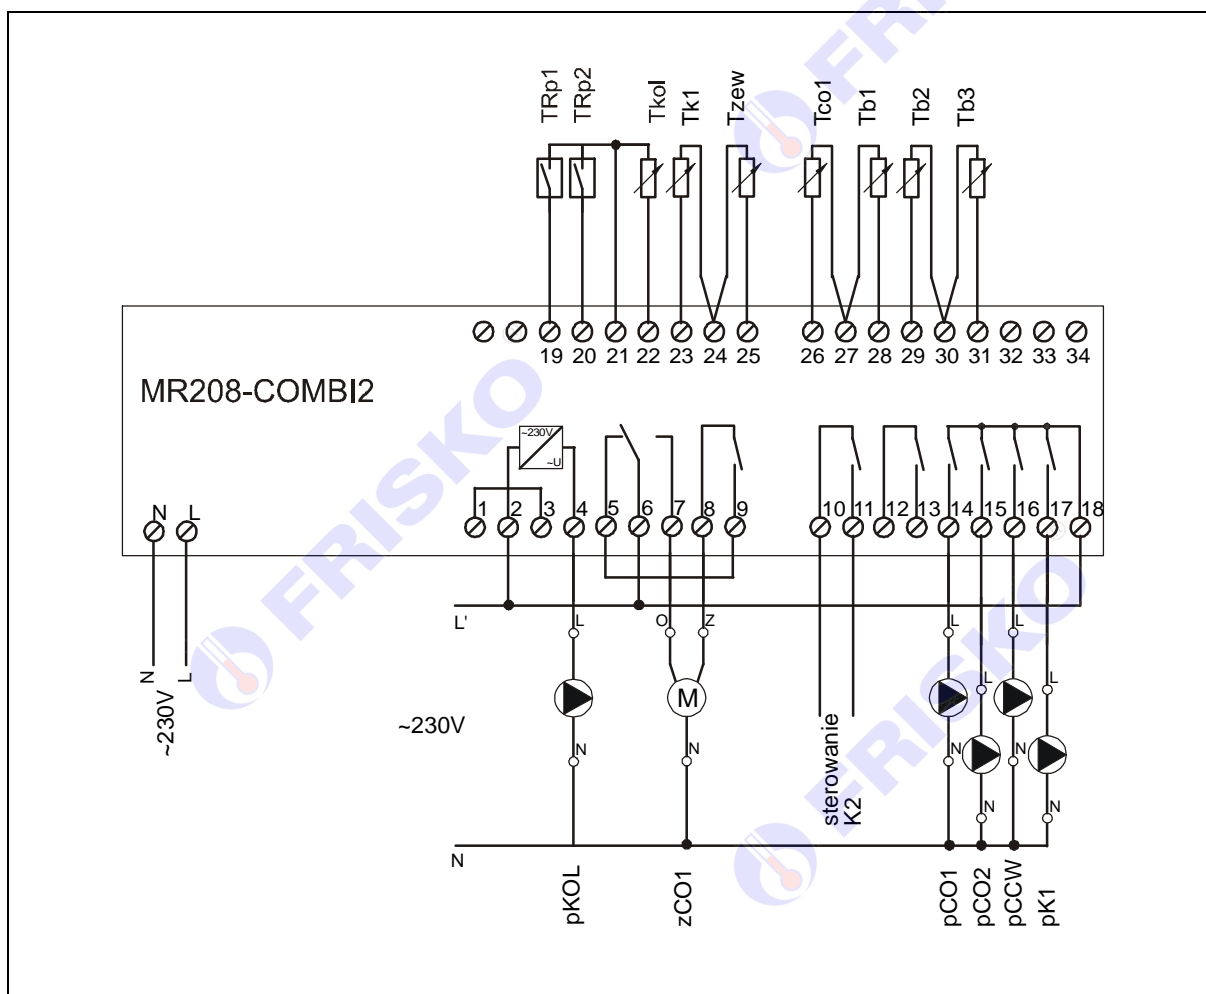 TRp1 TRp2 Tkol Tk1 Tzew Tco1 Tb1 Tb2 Tb3
19 20 21 22 23 24 25 26 27 28 29 30 31 32 33 34
MR208-COMBI2
~230V
~U
N L 1 2 3 4 5 6 7 8 9 10 11 12 13 14 15 16 17 18
L'
L O Z L L
N L
~230V
L L
~230V
M
N N N N
sterowanie
K2
N N
N
pKOL zCO1 pCO1 pCO2 pCCW pK1
FRISKO
FRISKO
FRISKO